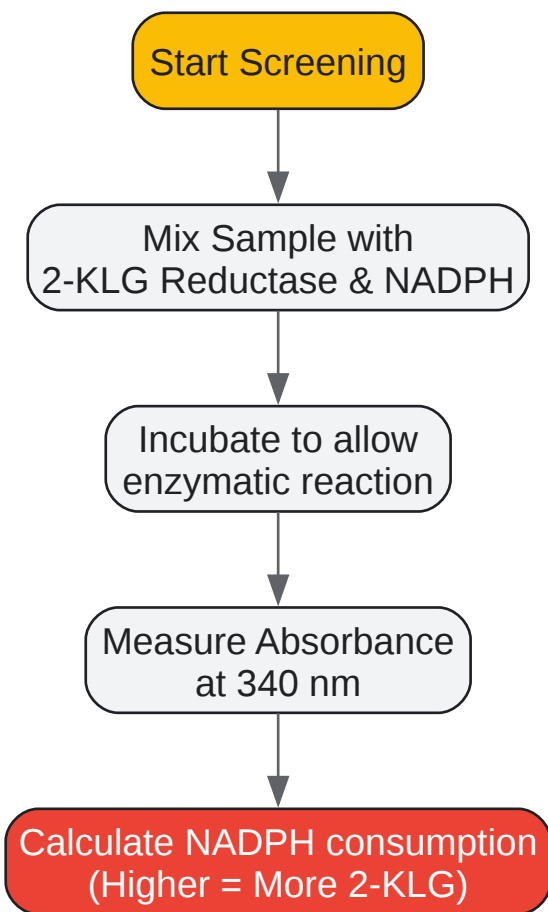 Start Screening
Mix Sample with
2-KLG Reductase & NADPH
Incubate to allow
enzymatic reaction
Measure Absorbance
at 340 nm
Calculate NADPH consumption
(Higher = More 2-KLG)